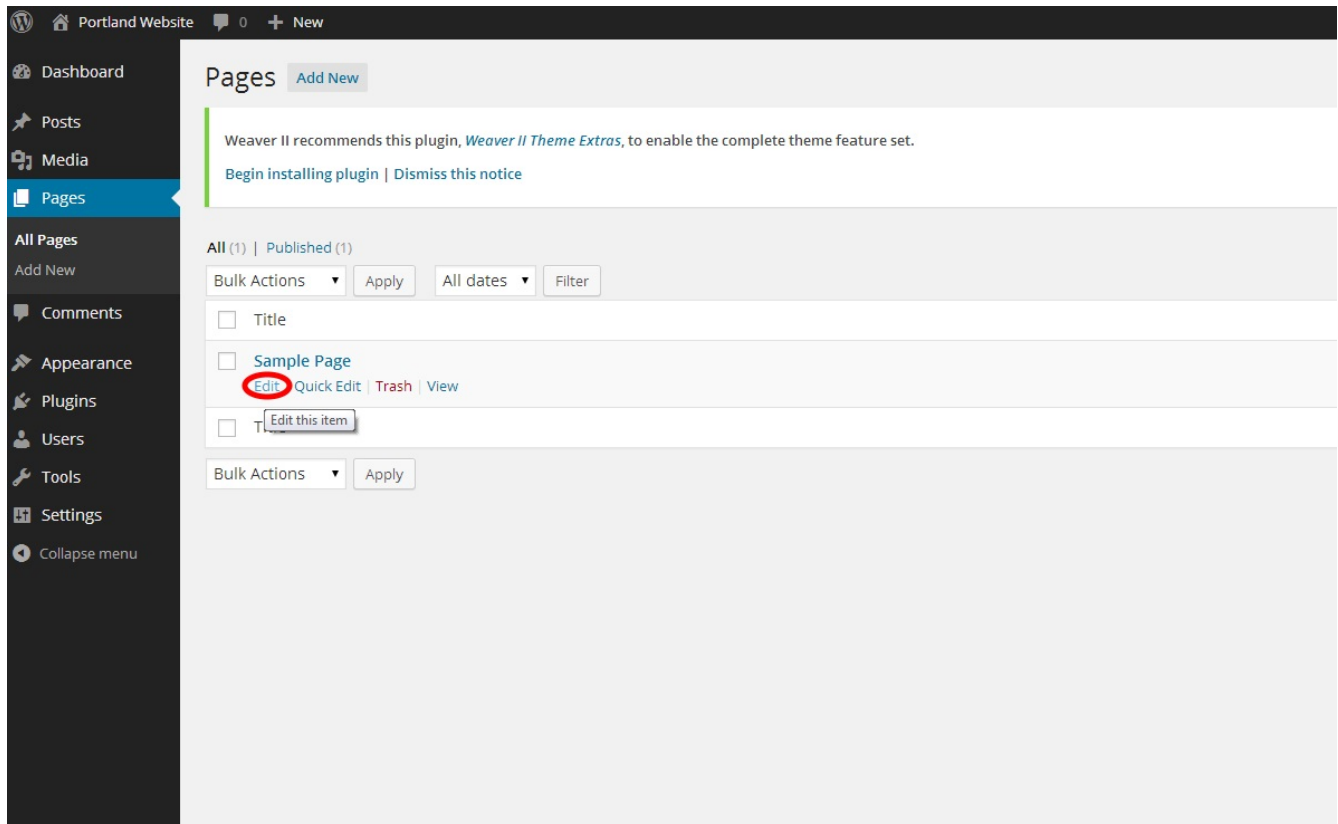 Portland Website 0 + New
Dashboard
Posts
Media
Pages
All Pages
Add New
Comments
Appearance
Plugins
Users
Tools
Settings
Collapse menu
Pages Add New
Weaver II recommends this plugin, Weaver II Theme Extras, to enable the complete theme feature set.
Begin installing plugin | Dismiss this notice
All (1) | Published (1)
Bulk Actions Apply All dates Filter
Title
Sample Page
Edit Quick Edit | Trash | View
Edit this item
Bulk Actions Apply